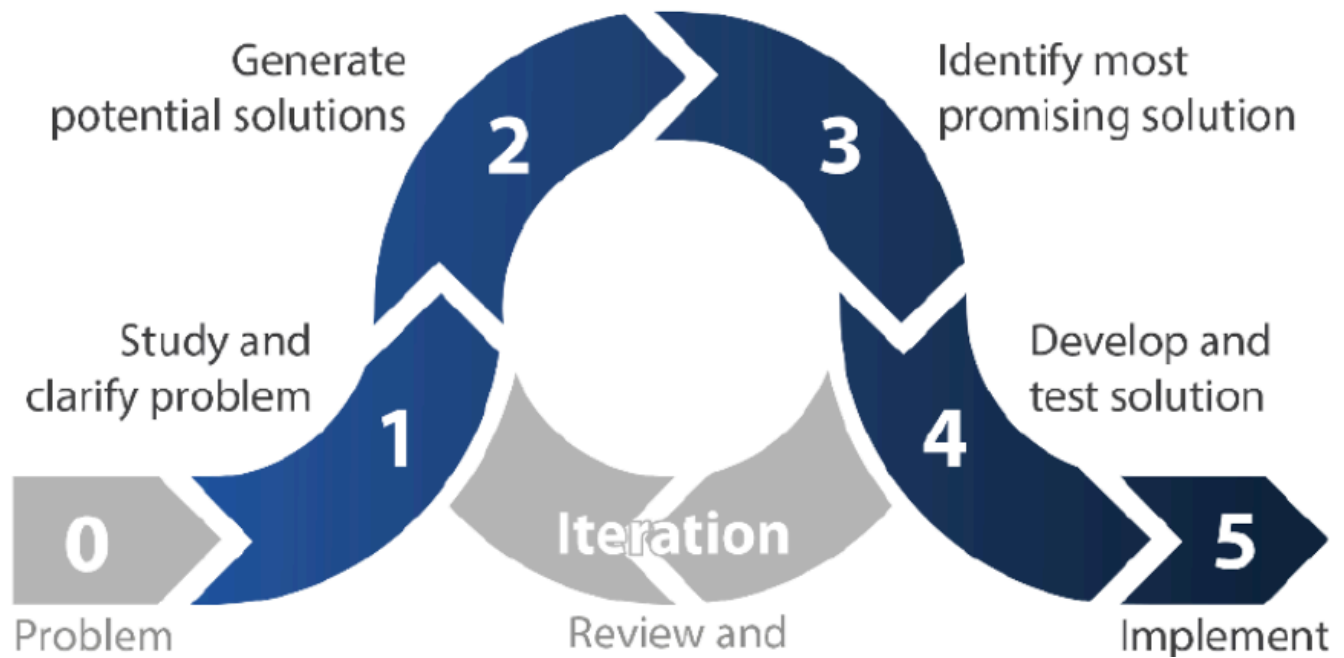 Generate
potential solutions
2
3
Identify most
promising solution
Study and
clarify problem
1
4
Develop and
test solution
0
Iteration
5
Problem
Review and
Implement